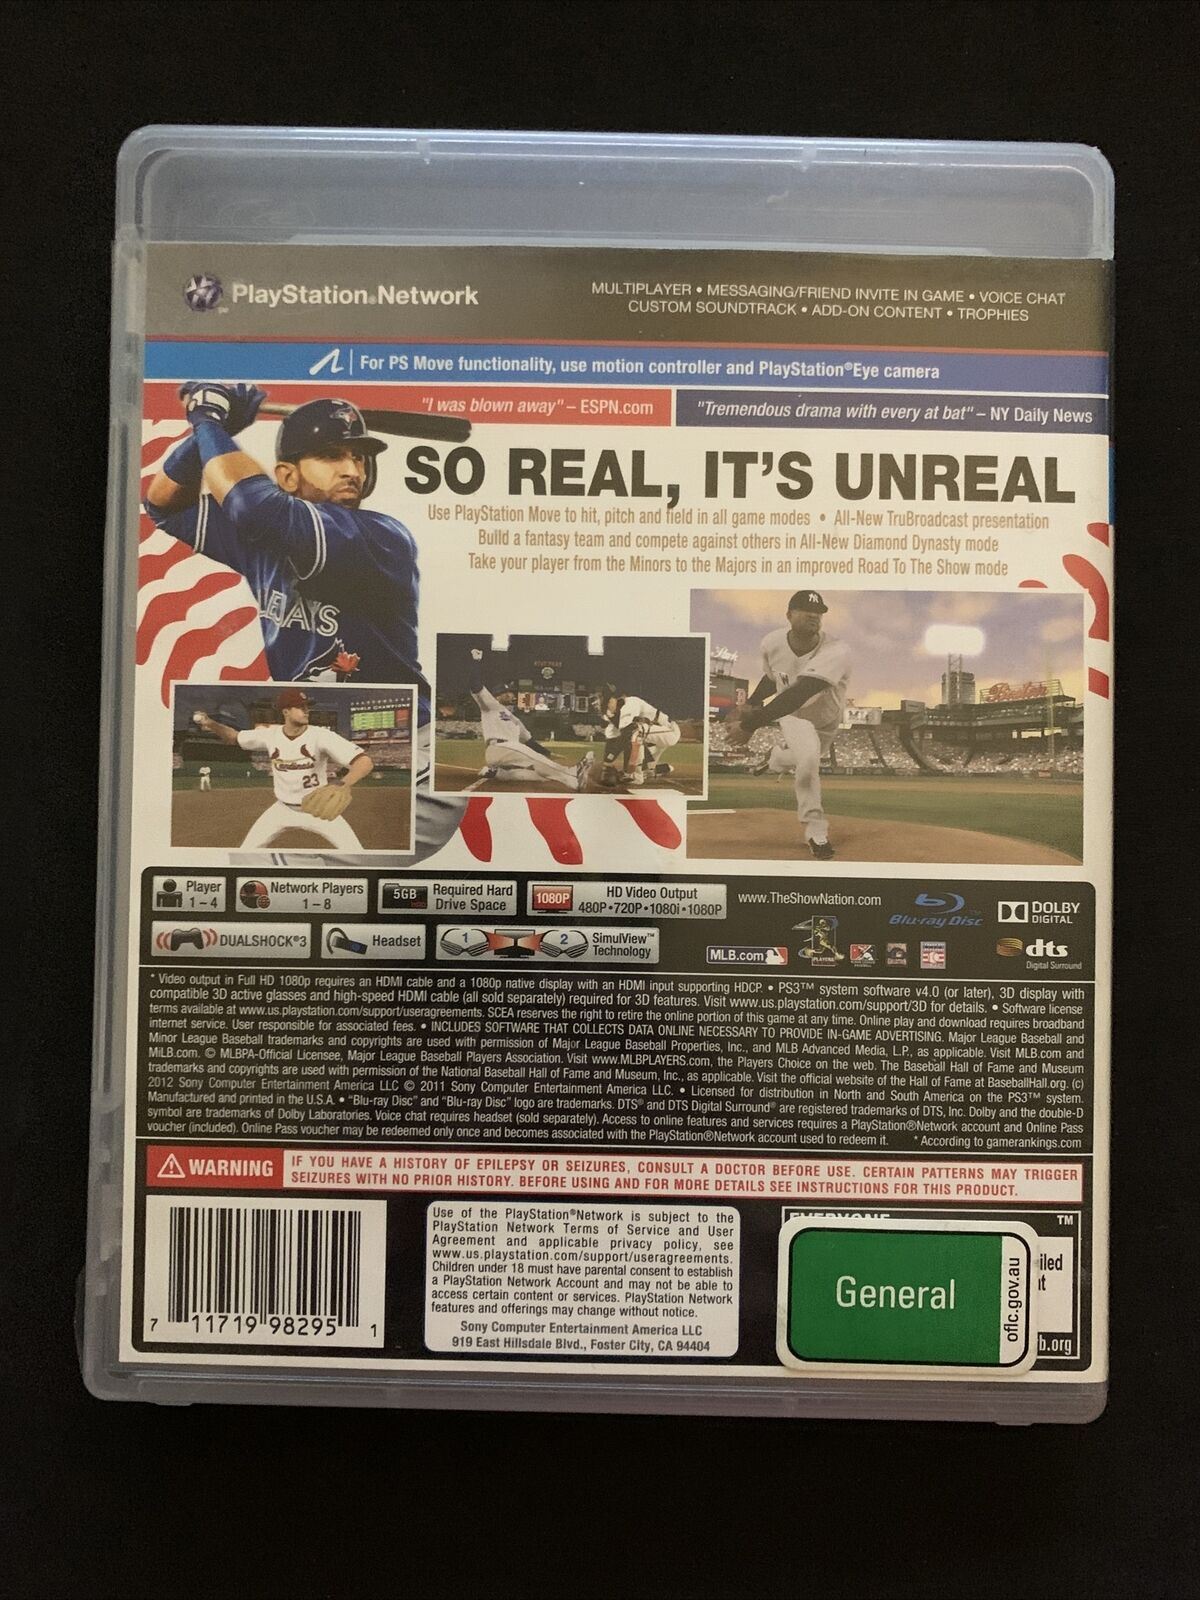 PlayStation®Network
MULTIPLAYER • MESSAGING/FRIEND INVITE IN GAME • VOICE CHAT
CUSTOM SOUNDTRACK • ADD-ON CONTENT • TROPHIES
For PS Move functionality, use motion controller and PlayStation®Eye camera
"I was blown away" – ESPN.com
"Tremendous drama with every at bat" – NY Daily News
SO REAL, IT'S UNREAL
Use PlayStation Move to hit, pitch and field in all game modes • All-New TruBroadcast presentation
Build a fantasy team and compete against others in All-New Diamond Dynasty mode
Take your player from the Minors to the Majors in an improved Road To The Show mode
WORLD CHAMPIONS
Cardinals
23
Player
1 – 4
Network Players
1 – 8
5GB
Required Hard
Drive Space
1080P
HD Video Output
480P•720P•1080i•1080P
www.TheShowNation.com
Blu-ray Disc
DOLBY
DIGITAL
DUALSHOCK®3
Headset
1
2
SimulView™
Technology
MLB.com
dts
Digital Surround
* Video output in Full HD 1080p requires an HDMI cable and a 1080p native display with an HDMI input supporting HDCP. • PS3™ system software v4.0 (or later), 3D display with
compatible 3D active glasses and high-speed HDMI cable (all sold separately) required for 3D features. Visit www.us.playstation.com/support/3D for details. • Software license
terms available at www.us.playstation.com/support/useragreements. SCEA reserves the right to retire the online portion of this game at any time. Online play and download requires broadband
internet service. User responsible for associated fees. • INCLUDES SOFTWARE THAT COLLECTS DATA ONLINE NECESSARY TO PROVIDE IN-GAME ADVERTISING. Major League Baseball and
Minor League Baseball trademarks and copyrights are used with permission of Major League Baseball Properties, Inc., and MLB Advanced Media, L.P., as applicable. Visit MLB.com and
MiLB.com. © MLBPA-Official Licensee, Major League Baseball Players Association. Visit www.MLBPLAYERS.com, the Players Choice on the web. The Baseball Hall of Fame and Museum
trademarks and copyrights are used with permission of the National Baseball Hall of Fame and Museum, Inc., as applicable. Visit the official website of the Hall of Fame at BaseballHall.org. (c)
2012 Sony Computer Entertainment America LLC © 2011 Sony Computer Entertainment America LLC. • Licensed for distribution in North and South America on the PS3™ system.
Manufactured and printed in the U.S.A. • "Blu-ray Disc" and "Blu-ray Disc" logo are trademarks. DTS® and DTS Digital Surround® are registered trademarks of DTS, Inc. Dolby and the double-D
symbol are trademarks of Dolby Laboratories. Voice chat requires headset (sold separately). Access to online features and services requires a PlayStation®Network account and Online Pass
voucher (included). Online Pass voucher may be redeemed only once and becomes associated with the PlayStation®Network account used to redeem it. * According to gamerankings.com
WARNING
IF YOU HAVE A HISTORY OF EPILEPSY OR SEIZURES, CONSULT A DOCTOR BEFORE USE. CERTAIN PATTERNS MAY TRIGGER
SEIZURES WITH NO PRIOR HISTORY. BEFORE USING AND FOR MORE DETAILS SEE INSTRUCTIONS FOR THIS PRODUCT.
7 11719 98295 1
Use of the PlayStation®Network is subject to the
PlayStation Network Terms of Service and User
Agreement and applicable privacy policy, see
www.us.playstation.com/support/useragreements.
Children under 18 must have parental consent to establish
a PlayStation Network Account and may not be able to
access certain content or services. PlayStation Network
features and offerings may change without notice.
Sony Computer Entertainment America LLC
919 East Hillsdale Blvd., Foster City, CA 94404
EVERYONE
TM
General
oflc.gov.au
b.org